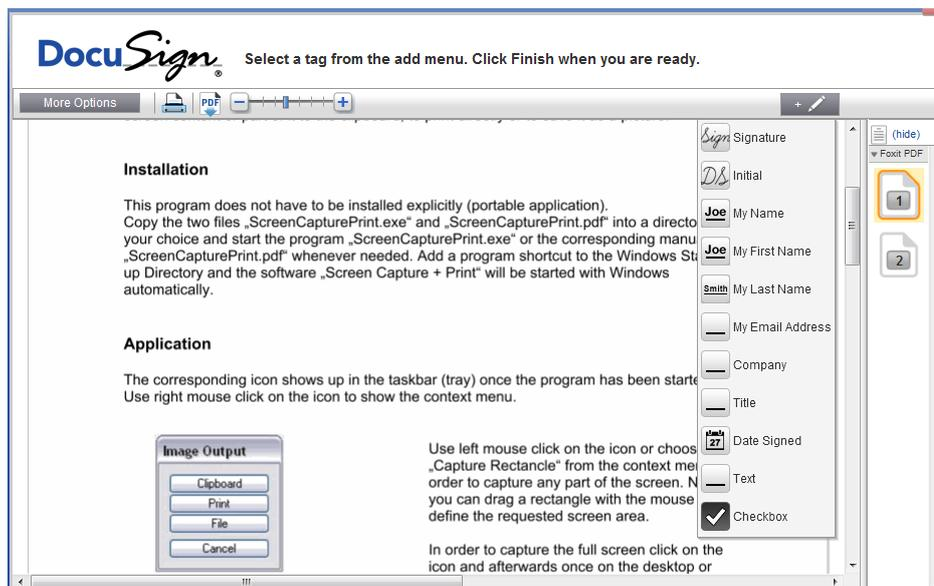 DocuSign®
Select a tag from the add menu. Click Finish when you are ready.
More Options
PDF
Installation
This program does not have to be installed explicitly (portable application).
Copy the two files „ScreenCapturePrint.exe“ and „ScreenCapturePrint.pdf“ into a directo
your choice and start the program „ScreenCapturePrint.exe“ or the corresponding manu
„ScreenCapturePrint.pdf“ whenever needed. Add a program shortcut to the Windows Sta
up Directory and the software „Screen Capture + Print“ will be started with Windows
automatically.
Application
The corresponding icon shows up in the taskbar (tray) once the program has been starte
Use right mouse click on the icon to show the context menu.
Image Output
Clipboard
Print
File
Cancel
Use left mouse click on the icon or choos
„Capture Rectancle“ from the context me
order to capture any part of the screen. N
you can drag a rectangle with the mouse
define the requested screen area.
In order to capture the full screen click on the
icon and afterwards once on the desktop or
Sign Signature
DS Initial
Joe My Name
Joe My First Name
Smith My Last Name
My Email Address
Company
Title
27 Date Signed
Text
Checkbox
(hide)
Foxit PDF
1
2